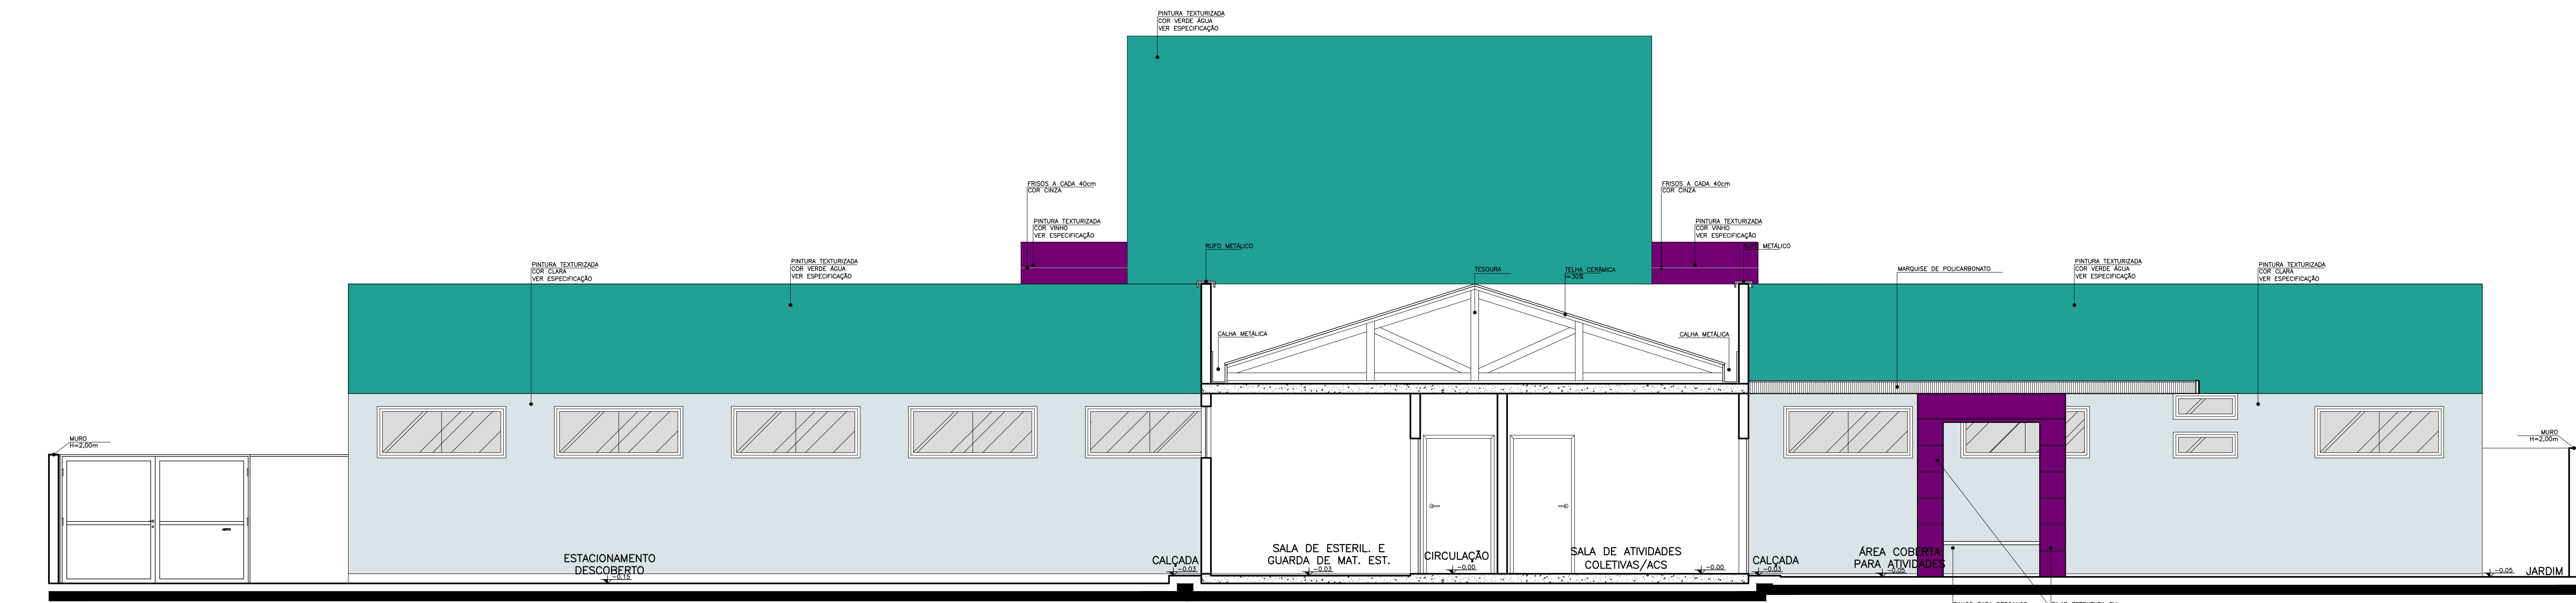 PINTURA TEXTURIZADA
COR VERDE ÁGUA
VER ESPECIFICAÇÃO
FRISOS A CADA 40cm
COR CINZA
FRISOS A CADA 40cm
COR CINZA
PINTURA TEXTURIZADA
COR VINHO
VER ESPECIFICAÇÃO
PINTURA TEXTURIZADA
COR VINHO
VER ESPECIFICAÇÃO
RUFO METÁLICO
RUFO METÁLICO
PINTURA TEXTURIZADA
COR CLARA
VER ESPECIFICAÇÃO
PINTURA TEXTURIZADA
COR VERDE ÁGUA
VER ESPECIFICAÇÃO
TESOURA
TELHA CERÂMICA
i=30%
MARQUISE DE POLICARBONATO
PINTURA TEXTURIZADA
COR VERDE ÁGUA
VER ESPECIFICAÇÃO
PINTURA TEXTURIZADA
COR CLARA
VER ESPECIFICAÇÃO
CALHA METÁLICA
CALHA METÁLICA
MURO
H=2,00m
MURO
H=2,00m
ESTACIONAMENTO
DESCOBERTO
-0.15
CALÇADA
-0.03
SALA DE ESTERIL. E
GUARDA DE MAT. EST.
-0.03
CIRCULAÇÃO
-0.00
SALA DE ATIVIDADES
COLETIVAS/ACS
-0.00
CALÇADA
-0.03
ÁREA COBERTA
PARA ATIVIDADES
-0.05
-0.05
JARDIM